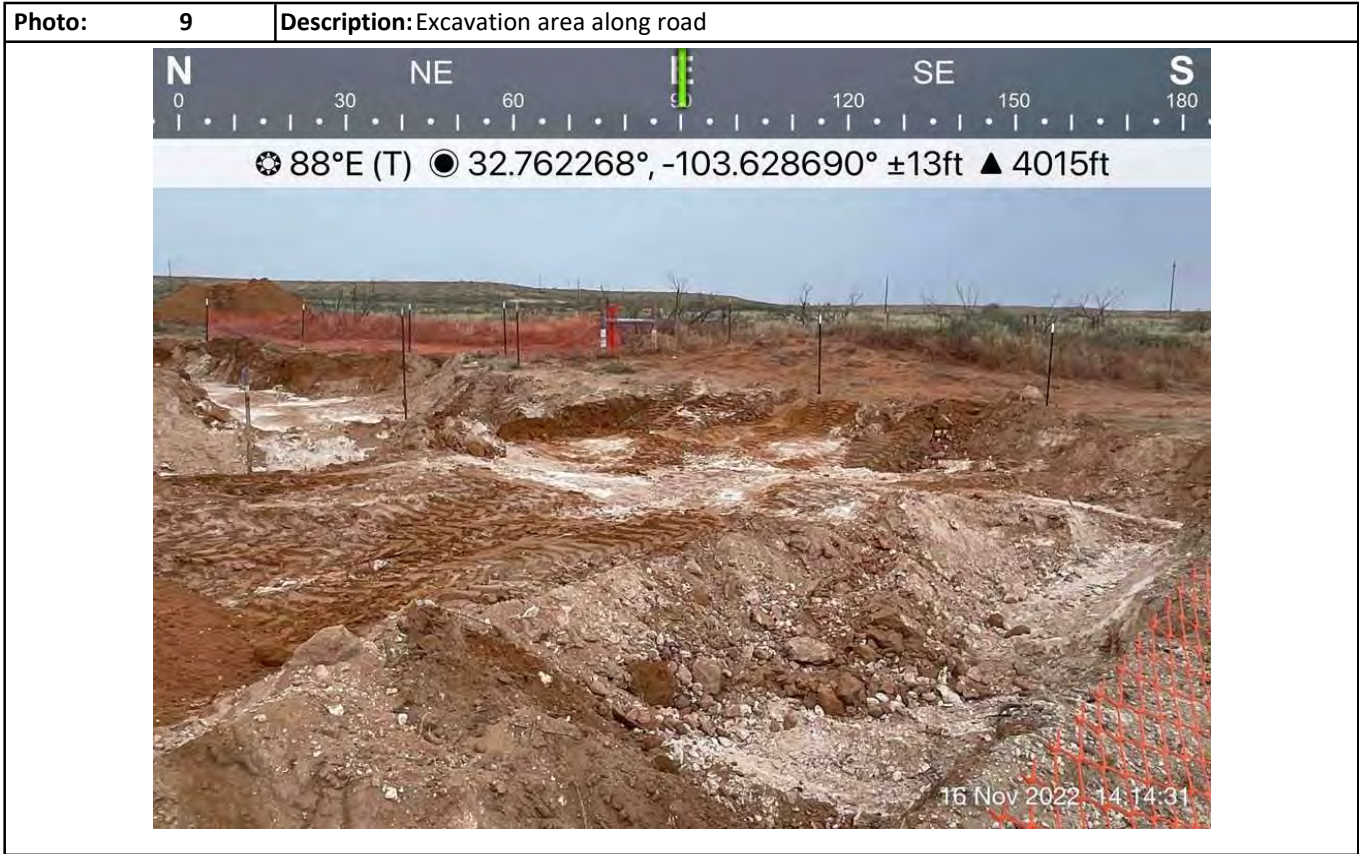 Photo: 9 Description: Excavation area along road
N NE E SE S
0 30 60 90 120 150 180
88°E (T) 32.762268°, -103.628690° ±13ft ▲ 4015ft
16 Nov 2022, 14:14:31